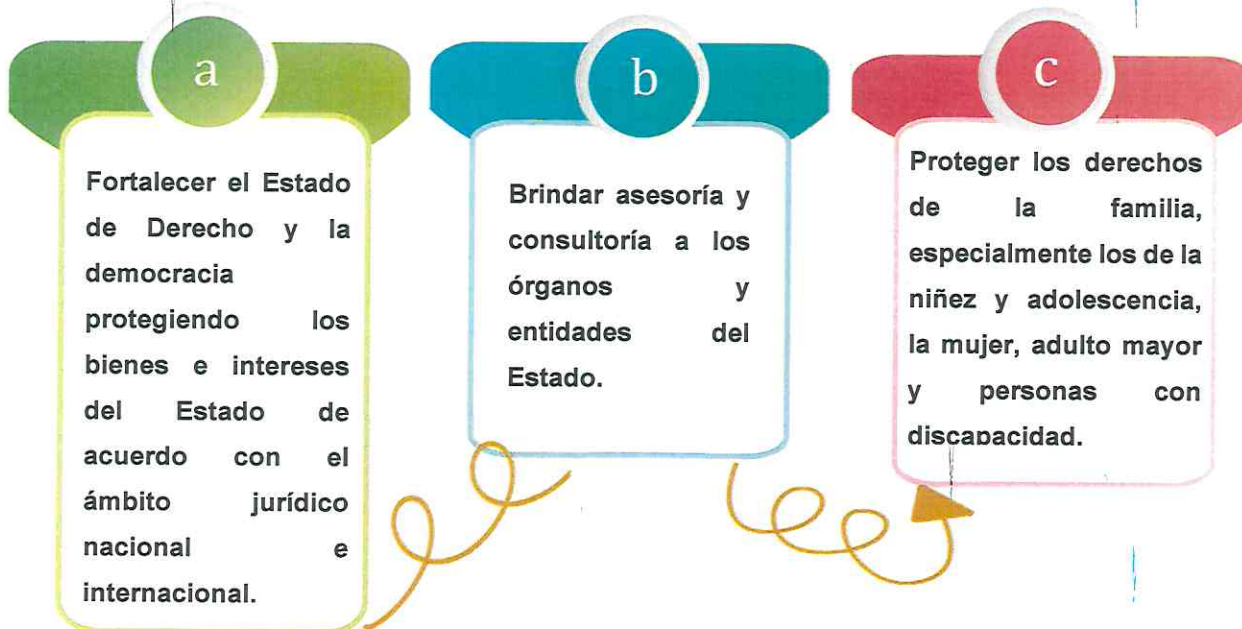 a
Fortalecer el Estado
de Derecho y la
democracia
protegiendo los
bienes e intereses
del Estado de
acuerdo con el
ámbito jurídico
nacional e
internacional.
b
Brindar asesoría y
consultoría a los
órganos y
entidades del
Estado.
c
Proteger los derechos
de la familia,
especialmente los de la
niñez y adolescencia,
la mujer, adulto mayor
y personas con
discapacidad.